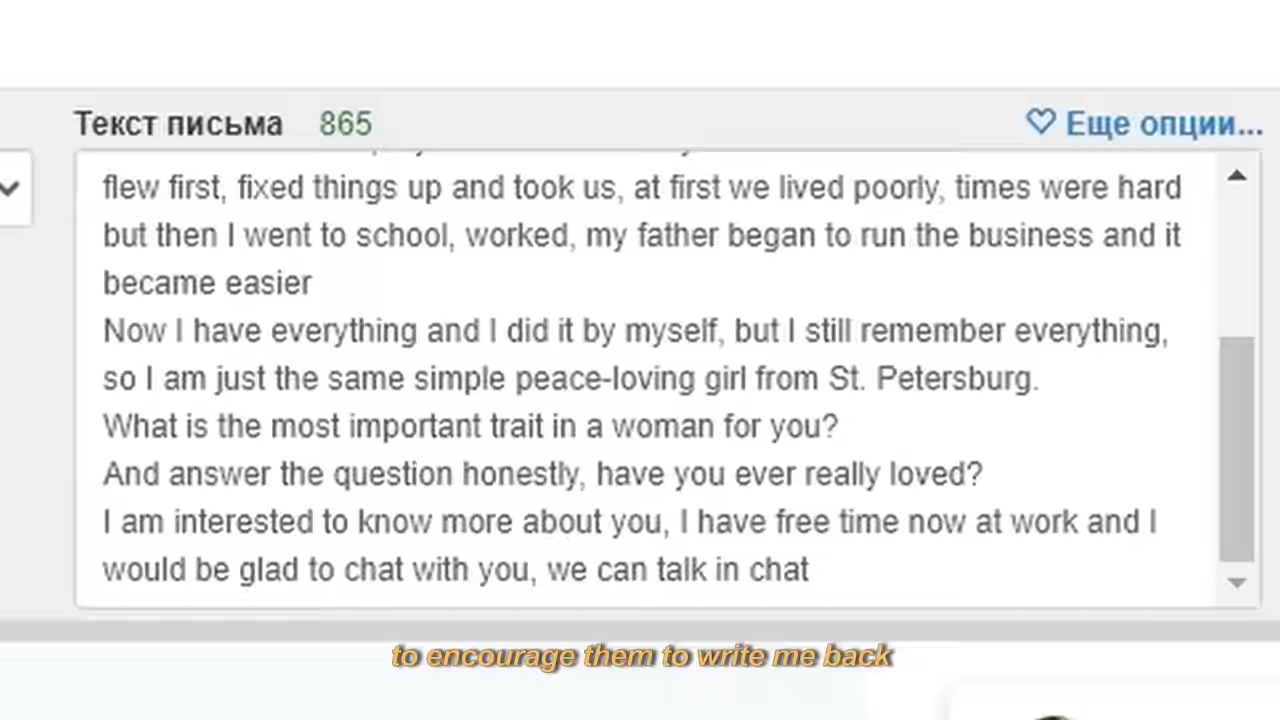 Текст письма 865 Еще опции...
flew first, fixed things up and took us, at first we lived poorly, times were hard
but then I went to school, worked, my father began to run the business and it
became easier
Now I have everything and I did it by myself, but I still remember everything,
so I am just the same simple peace-loving girl from St. Petersburg.
What is the most important trait in a woman for you?
And answer the question honestly, have you ever really loved?
I am interested to know more about you, I have free time now at work and I
would be glad to chat with you, we can talk in chat
to encourage them to write me back